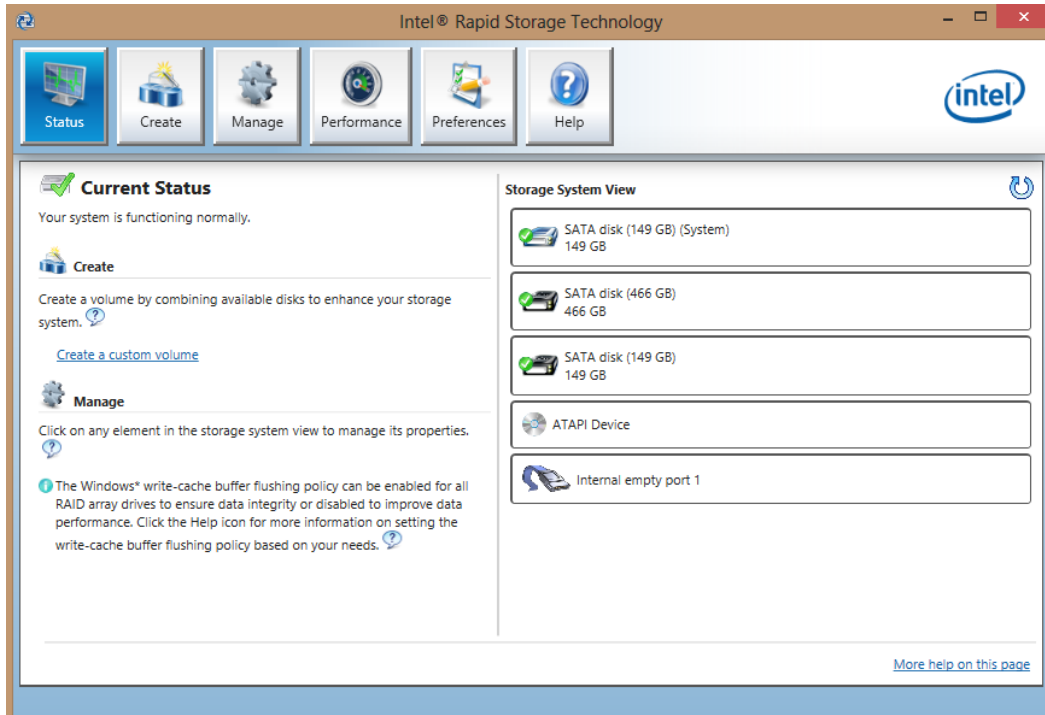 Intel® Rapid Storage Technology
Status
Create
Manage
Performance
Preferences
Help
intel
Current Status
Your system is functioning normally.
Create
Create a volume by combining available disks to enhance your storage
system.
Create a custom volume
Manage
Click on any element in the storage system view to manage its properties.
The Windows* write-cache buffer flushing policy can be enabled for all
RAID array drives to ensure data integrity or disabled to improve data
performance. Click the Help icon for more information on setting the
write-cache buffer flushing policy based on your needs.
Storage System View
SATA disk (149 GB) (System)
149 GB
SATA disk (466 GB)
466 GB
SATA disk (149 GB)
149 GB
ATAPI Device
Internal empty port 1
More help on this page